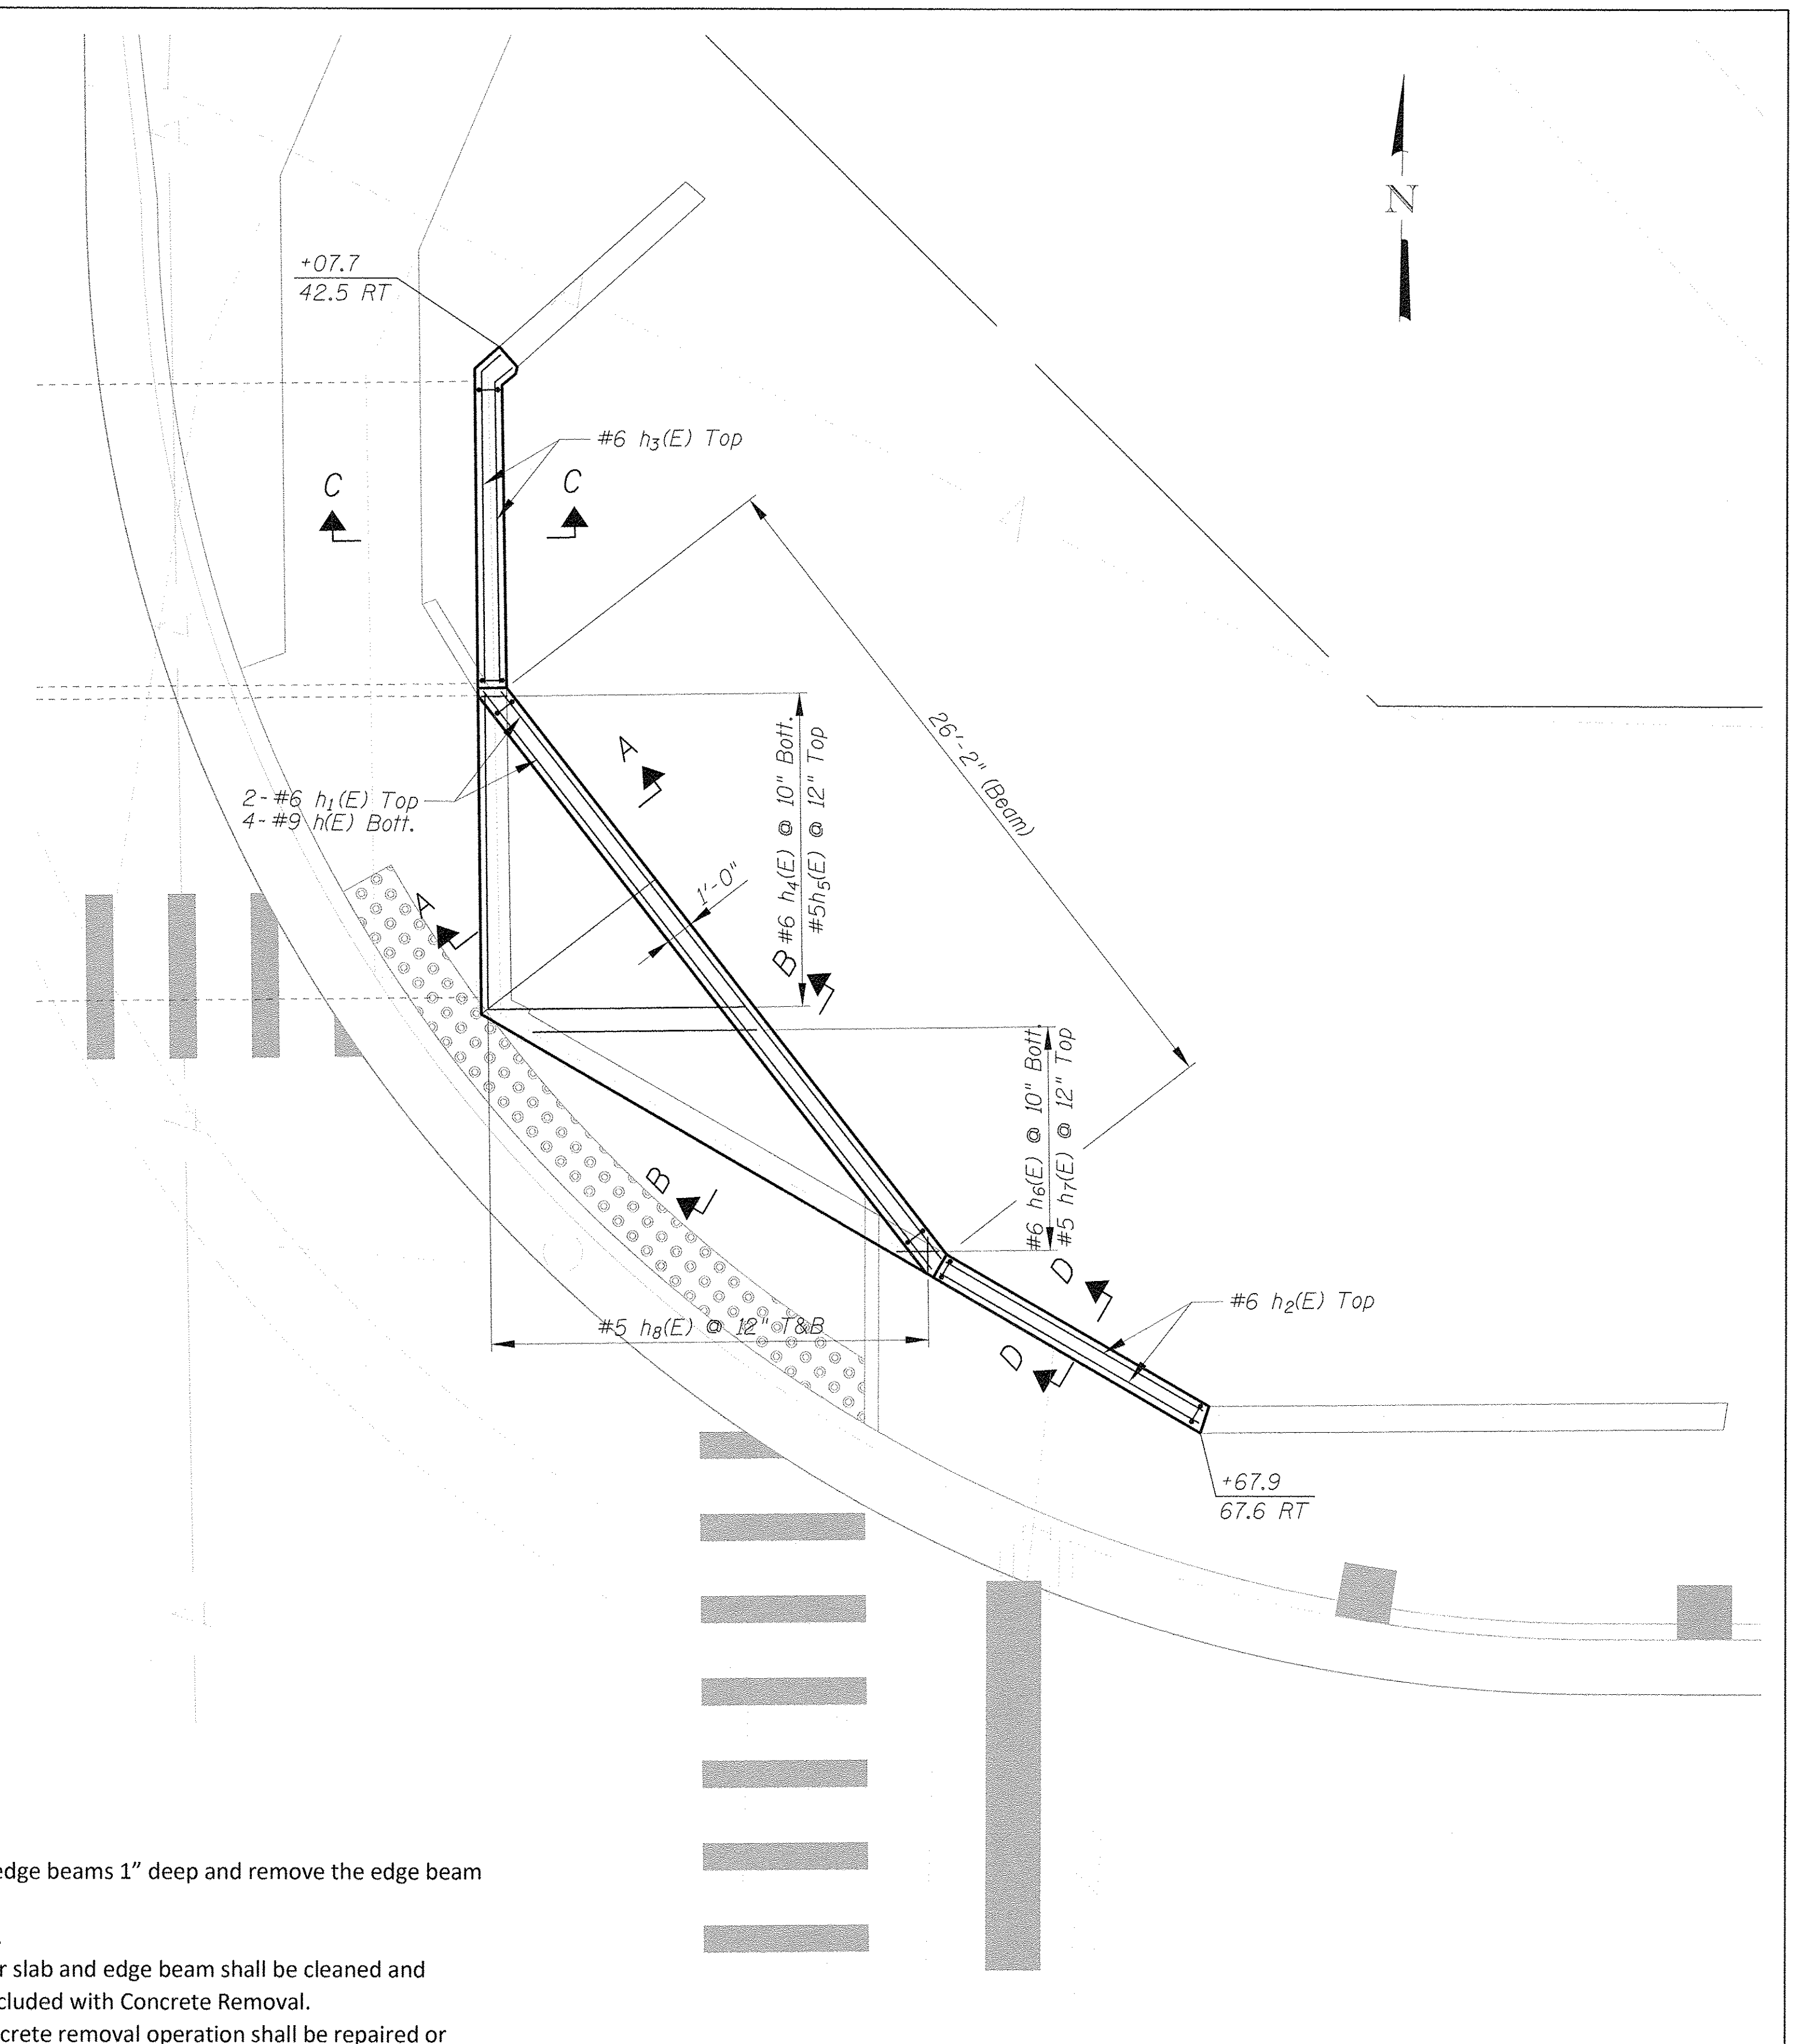 N
+07.7
42.5 RT
#6 h3(E) Top
C
C
A
26'-2" (Beam)
#6 h4(E) @ 10" Bott.
#5h5(E) @ 12" Top
2-#6 h1(E) Top
4-#9 h(E) Bott.
1'-0"
A
B
#6 h6(E) @ 10" Bott.
#5 h7(E) @ 12" Top
B
D
#6 h2(E) Top
#5 h8(E) @ 12" T&B
D
+67.9
67.6 RT
edge beams 1" deep and remove the edge beam
r slab and edge beam shall be cleaned and
cluded with Concrete Removal.
crete removal operation shall be repaired or